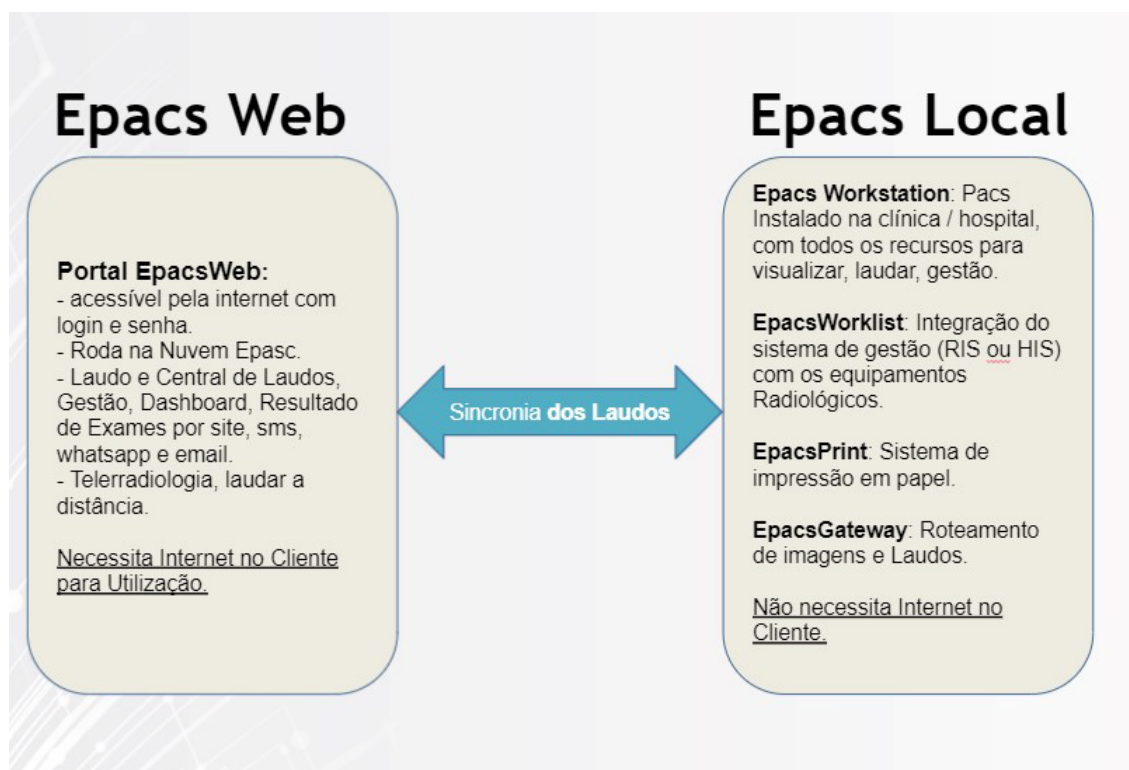 Epacs Web
Portal EpacsWeb:
- acessível pela internet com
login e senha.
- Roda na Nuvem Epasc.
- Laudo e Central de Laudos,
Gestão, Dashboard, Resultado
de Exames por site, sms,
whatsapp e email.
- Telerradiologia, laudar a
distância.
Necessita Internet no Cliente
para Utilização.
Sincronia dos Laudos
Epacs Local
Epacs Workstation: Pacs
Instalado na clínica / hospital,
com todos os recursos para
visualizar, laudar, gestão.
EpacsWorklist: Integração do
sistema de gestão (RIS ou HIS)
com os equipamentos
Radiológicos.
EpacsPrint: Sistema de
impressão em papel.
EpacsGateway: Roteamento
de imagens e Laudos.
Não necessita Internet no
Cliente.